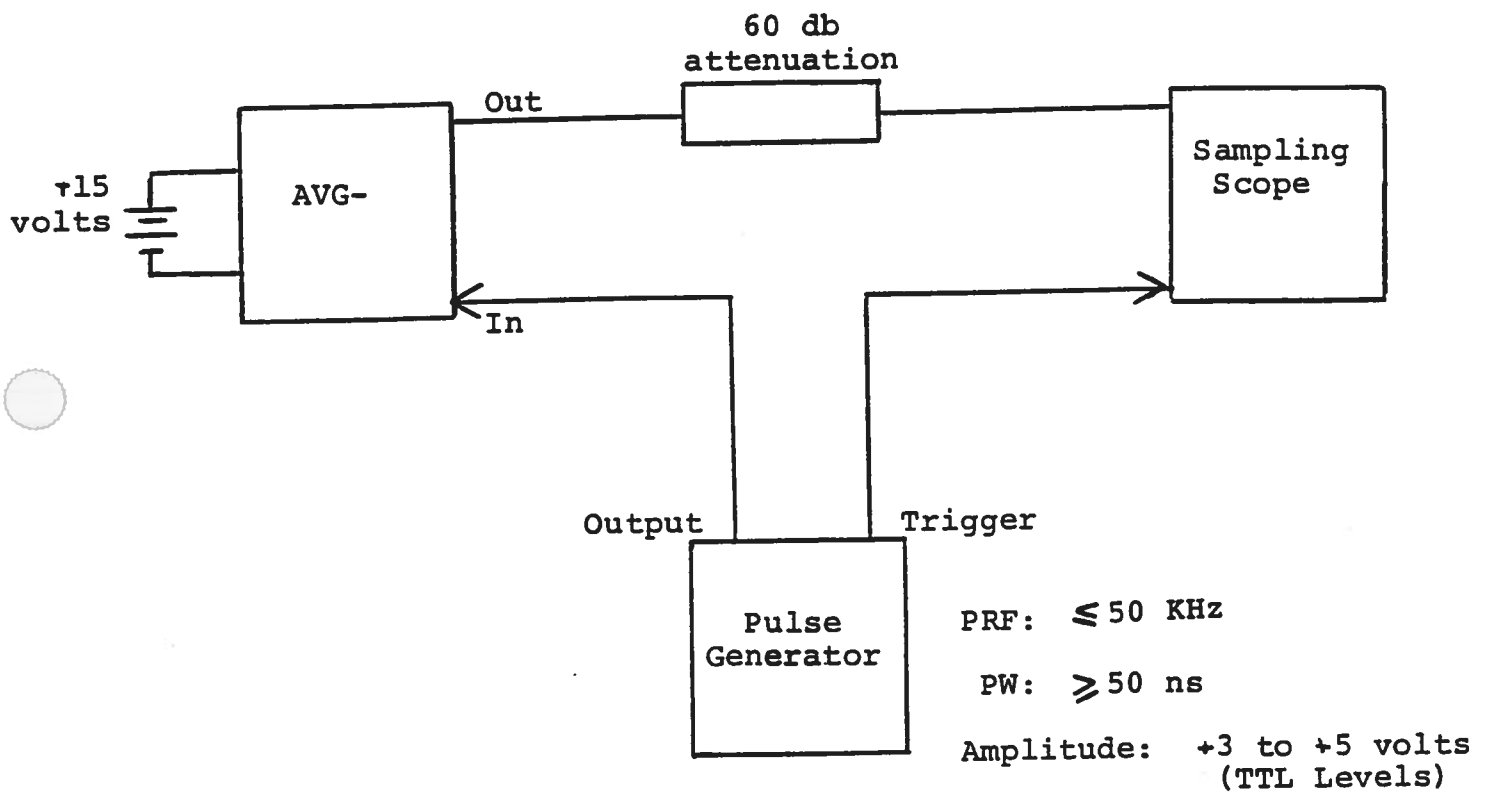 60 db
attenuation
Out
Sampling
Scope
+15
volts
AVG-
In
Output
Trigger
Pulse
Generator
PRF: ≤ 50 KHz
PW: ≥ 50 ns
Amplitude: +3 to +5 volts
(TTL Levels)